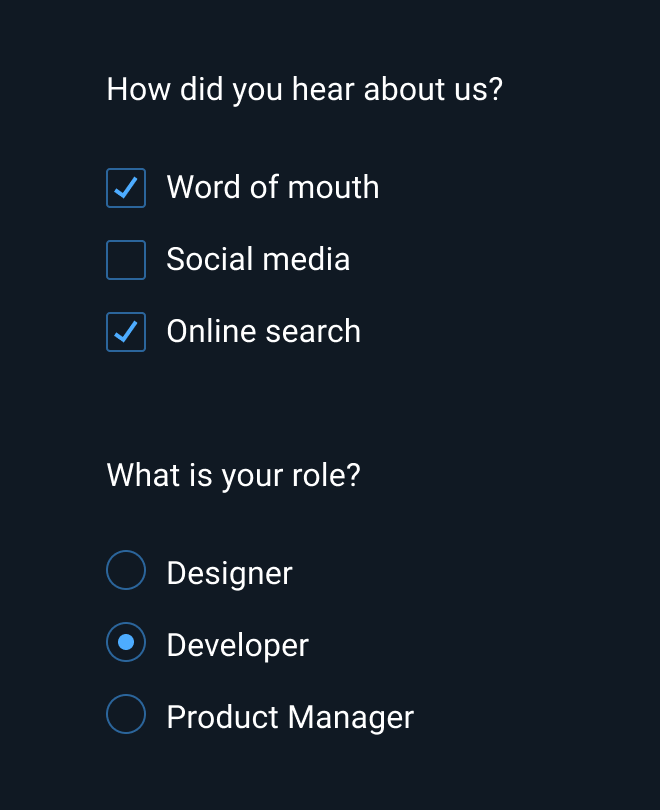 How did you hear about us?
Word of mouth
Social media
Online search
What is your role?
Designer
Developer
Product Manager